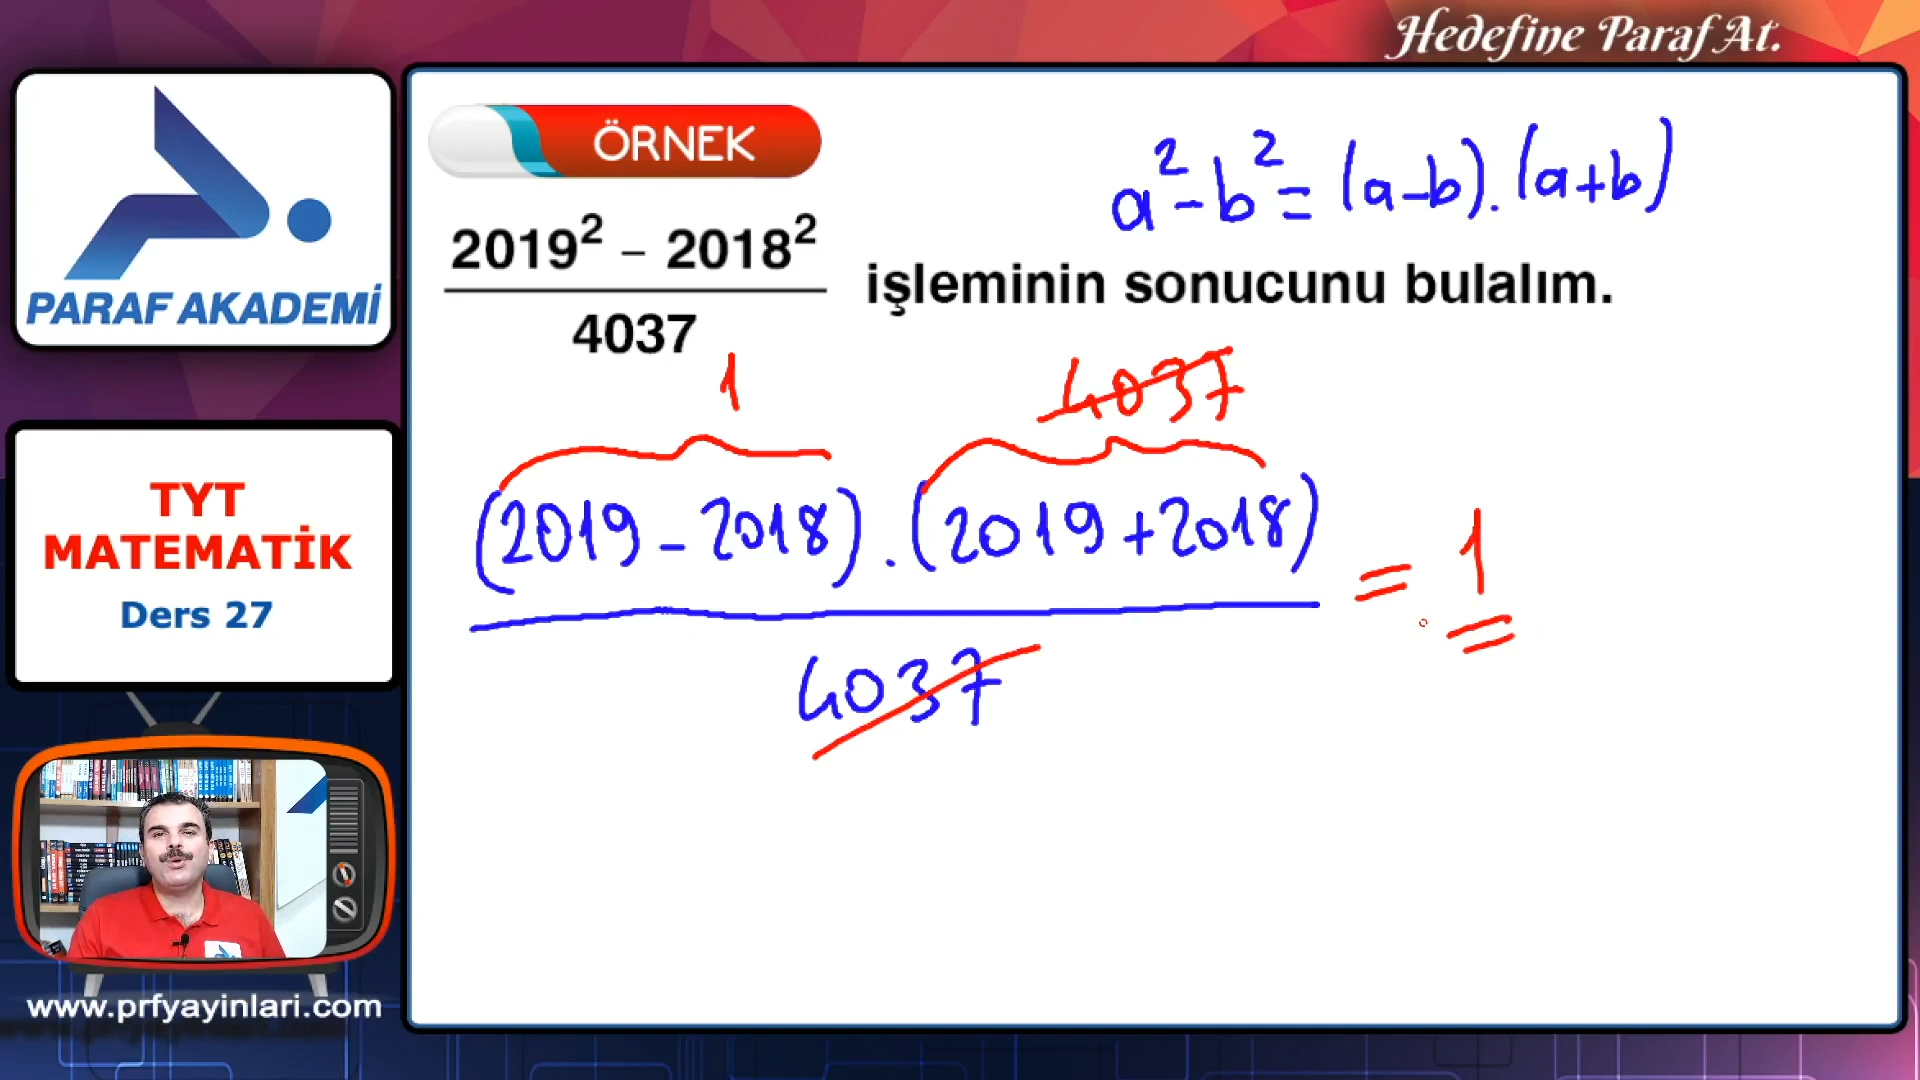 Hedefine Paraf At.
PARAF AKADEMİ
TYT
MATEMATİK
Ders 27
www.prfyayinlari.com
ÖRNEK
a² - b² = (a-b).(a+b)
2019² – 2018²
4037
işleminin sonucunu bulalım.
1
4037
(2019 - 2018).(2019+2018)
= 1
4037